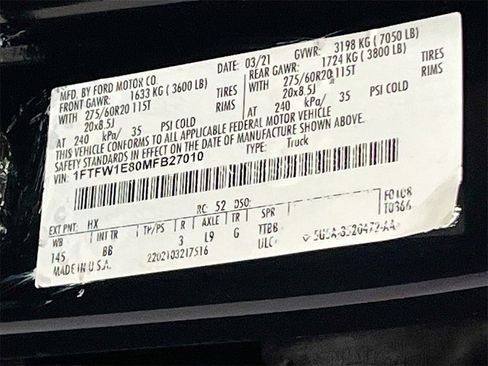 MFD. BY FORD MOTOR CO.
DATE: 03/21 GVWR: 3198 KG (7050 LB)
FRONT GAWR: 1633 KG (3600 LB) REAR GAWR: 1724 KG (3800 LB)
WITH 275/60R20 115T TIRES WITH 275/60R20 115T TIRES
20x8.5J RIMS 20x8.5J RIMS
AT 240 kPa/ 35 PSI COLD AT 240 kPa/ 35 PSI COLD
THIS VEHICLE CONFORMS TO ALL APPLICABLE FEDERAL MOTOR VEHICLE
SAFETY STANDARDS IN EFFECT ON THE DATE OF MANUFACTURE SHOWN ABOVE.
1FTFW1E80MFB27010 TYPE: Truck
F0108
T0366
EXT PNT: HX RC: 52 DSO:
WB INT TR TP/PS R AXLE TR SPR
145 BB 3 L9 G TTBB
MADE IN U.S.A. 2202103217516 ULC